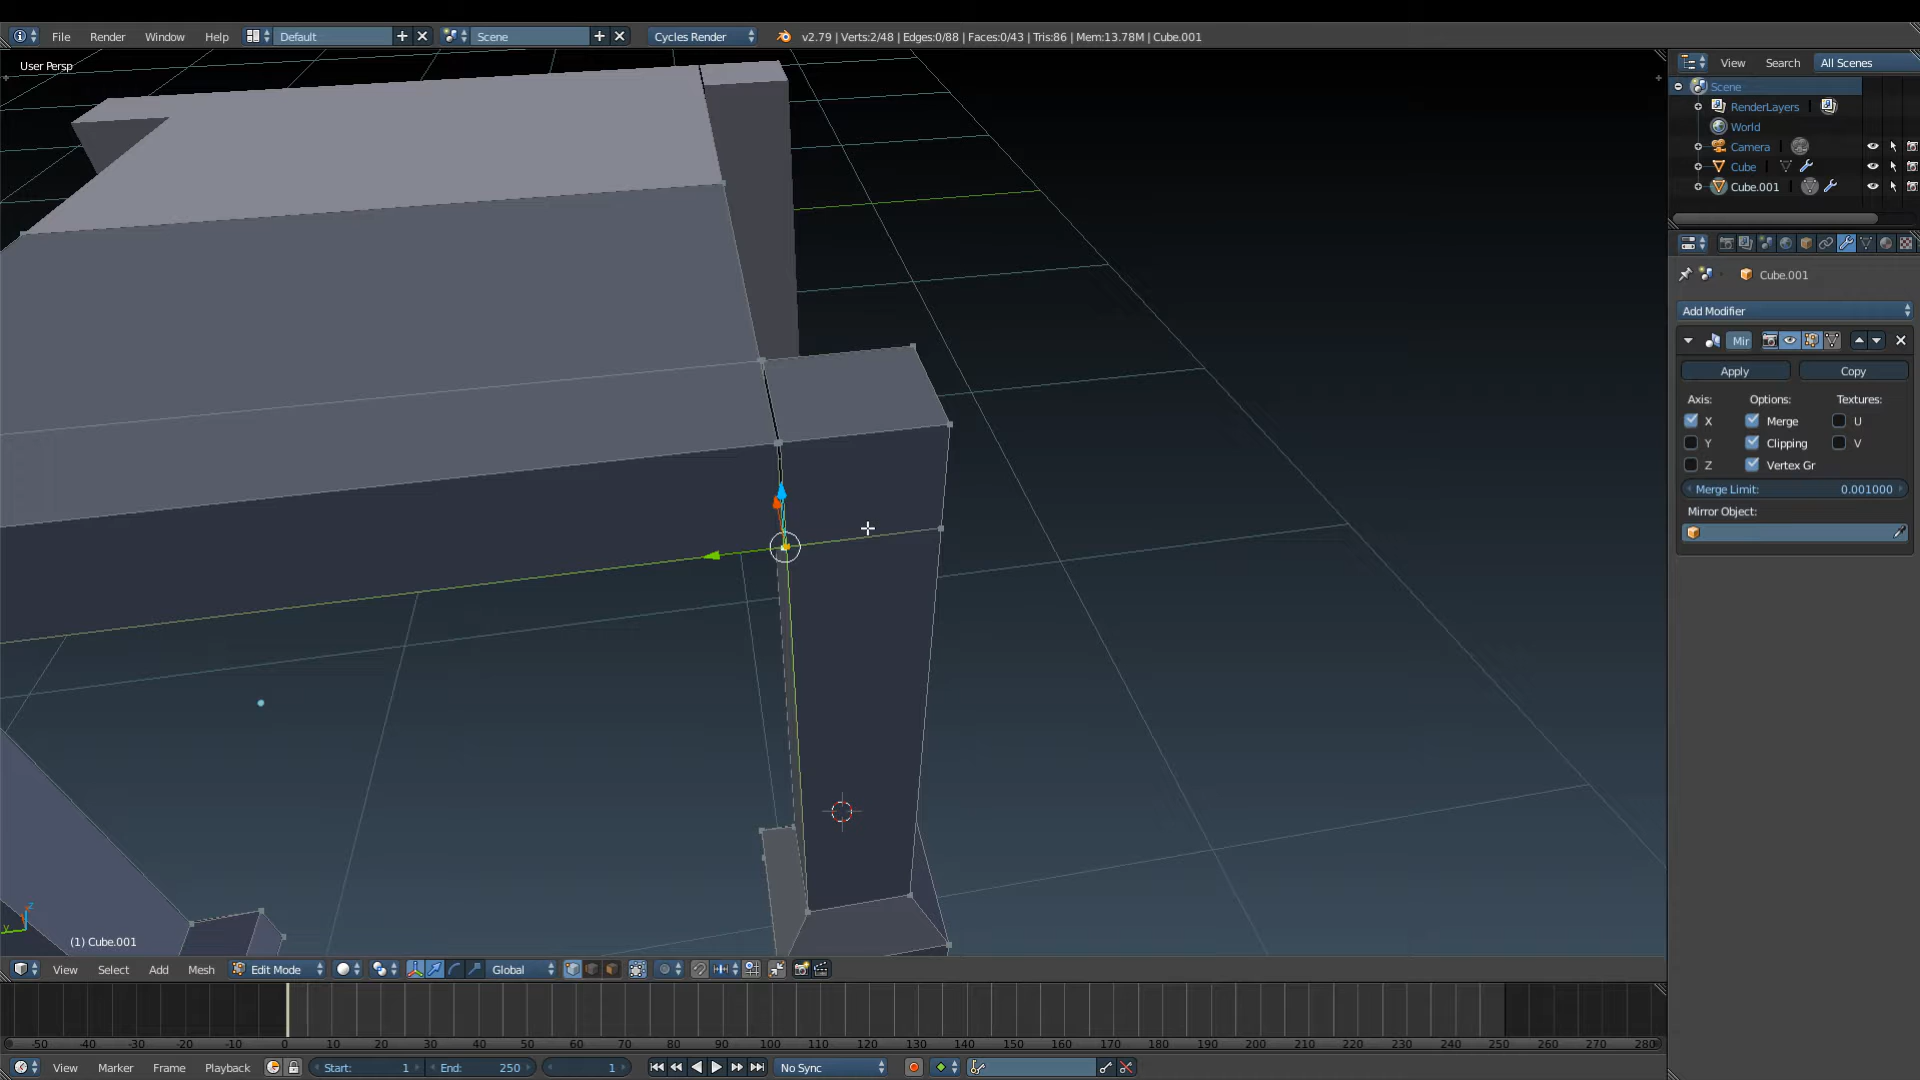 File Render Window Help Default Scene Cycles Render v2.79 | Verts:2/48 | Edges:0/88 | Faces:0/43 | Tris:86 | Mem:13.78M | Cube.001
User Persp
View Search All Scenes
Scene
RenderLayers
World
Camera
Cube
Cube.001
Cube.001
Add Modifier
Mir
Apply Copy
Axis: Options: Textures:
X Merge U
Y Clipping V
Z Vertex Gr
Merge Limit: 0.001000
Mirror Object:
z
y
(1) Cube.001
View Select Add Mesh Edit Mode Global
-50 -40 -30 -20 -10 0 10 20 30 40 50 60 70 80 90 100 110 120 130 140 150 160 170 180 190 200 210 220 230 240 250 260 270 280
View Marker Frame Playback Start: 1 End: 250 1 No Sync